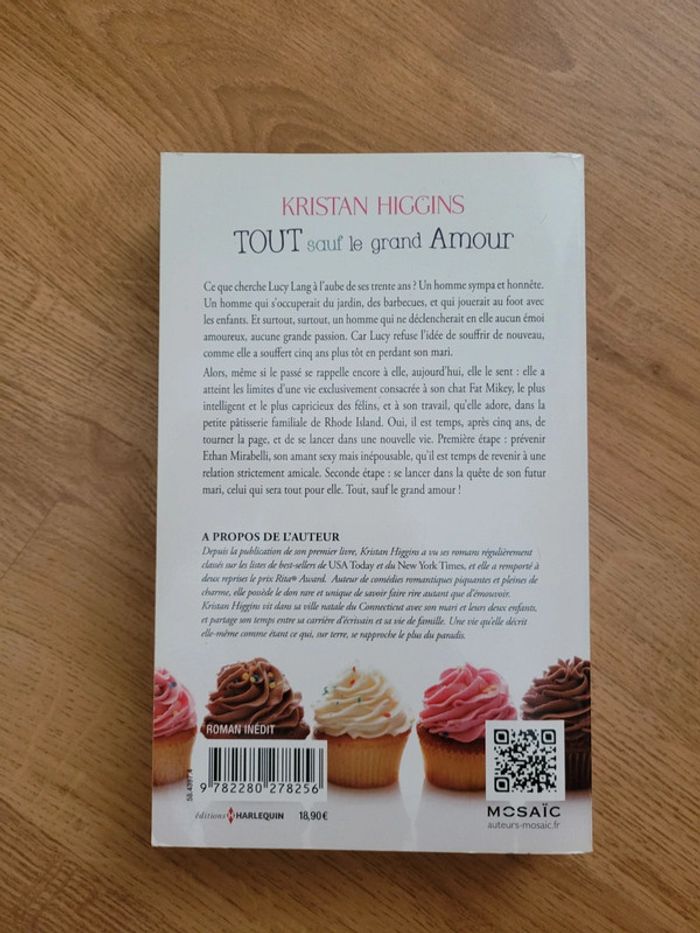 KRISTAN HIGGINS
TOUT sauf le grand Amour
Ce que cherche Lucy Lang à l'aube de ses trente ans ? Un homme sympa et honnête.
Un homme qui s'occuperait du jardin, des barbecues, et qui jouerait au foot avec
les enfants. Et surtout, surtout, un homme qui ne déclencherait en elle aucun émoi
amoureux, aucune grande passion. Car Lucy refuse l'idée de souffrir de nouveau,
comme elle a souffert cinq ans plus tôt en perdant son mari.
Alors, même si le passé se rappelle encore à elle, aujourd'hui, elle le sent : elle a
atteint les limites d'une vie exclusivement consacrée à son chat Fat Mikey, le plus
intelligent et le plus capricieux des félins, et à son travail, qu'elle adore, dans la
petite pâtisserie familiale de Rhode Island. Oui, il est temps, après cinq ans, de
tourner la page, et de se lancer dans une nouvelle vie. Première étape : prévenir
Ethan Mirabelli, son amant sexy mais inépousable, qu'il est temps de revenir à une
relation strictement amicale. Seconde étape : se lancer dans la quête de son futur
mari, celui qui sera tout pour elle. Tout, sauf le grand amour !
A PROPOS DE L'AUTEUR
Depuis la publication de son premier livre, Kristan Higgins a vu ses romans régulièrement
classés sur les listes de best-sellers de USA Today et du New York Times, et elle a remporté à
deux reprises le prix Rita® Award. Auteur de comédies romantiques piquantes et pleines de
charme, elle possède le don rare et unique de savoir faire rire autant que d'émouvoir.
Kristan Higgins vit dans sa ville natale du Connecticut avec son mari et leurs deux enfants,
et partage son temps entre sa carrière d'écrivain et sa vie de famille. Une vie qu'elle décrit
elle-même comme étant ce qui, sur terre, se rapproche le plus du paradis.
ROMAN INÉDIT
58.4397.4
9 782280 278256
éditions HARLEQUIN 18,90€
MOSAÏC
auteurs-mosaic.fr